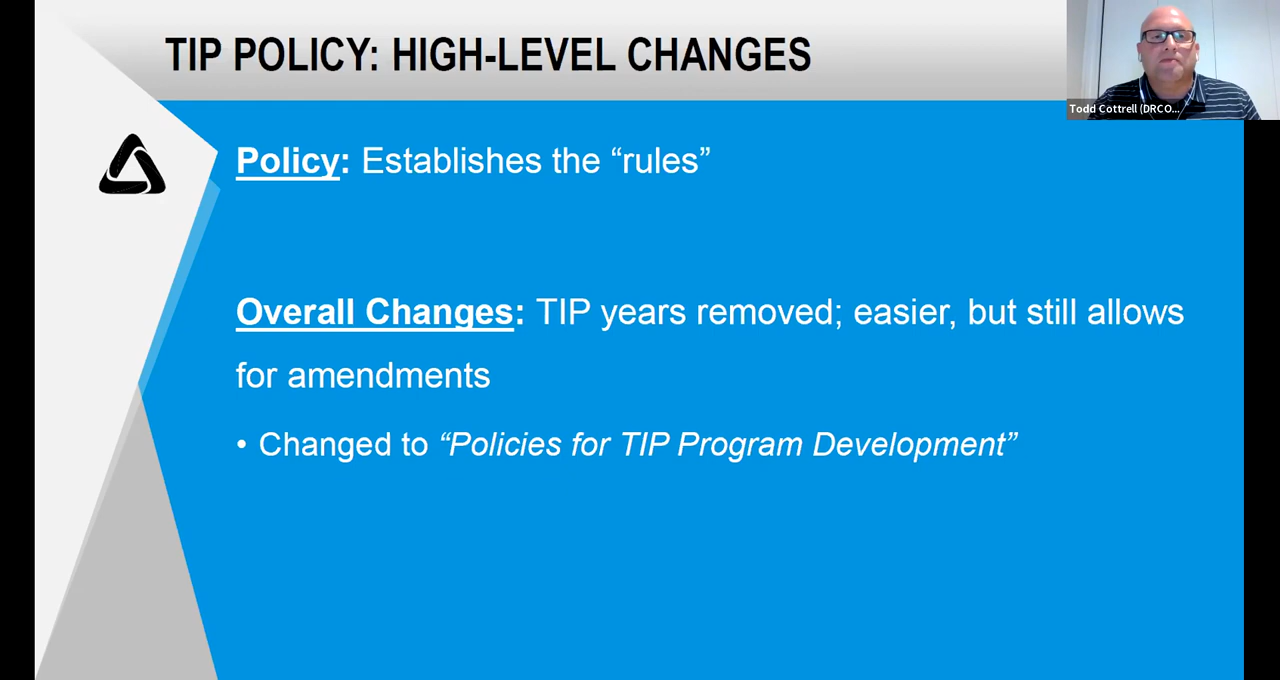 TIP POLICY: HIGH-LEVEL CHANGES
Todd Cottrell (DRCO...
Policy: Establishes the “rules”
Overall Changes: TIP years removed; easier, but still allows
for amendments
• Changed to “Policies for TIP Program Development”